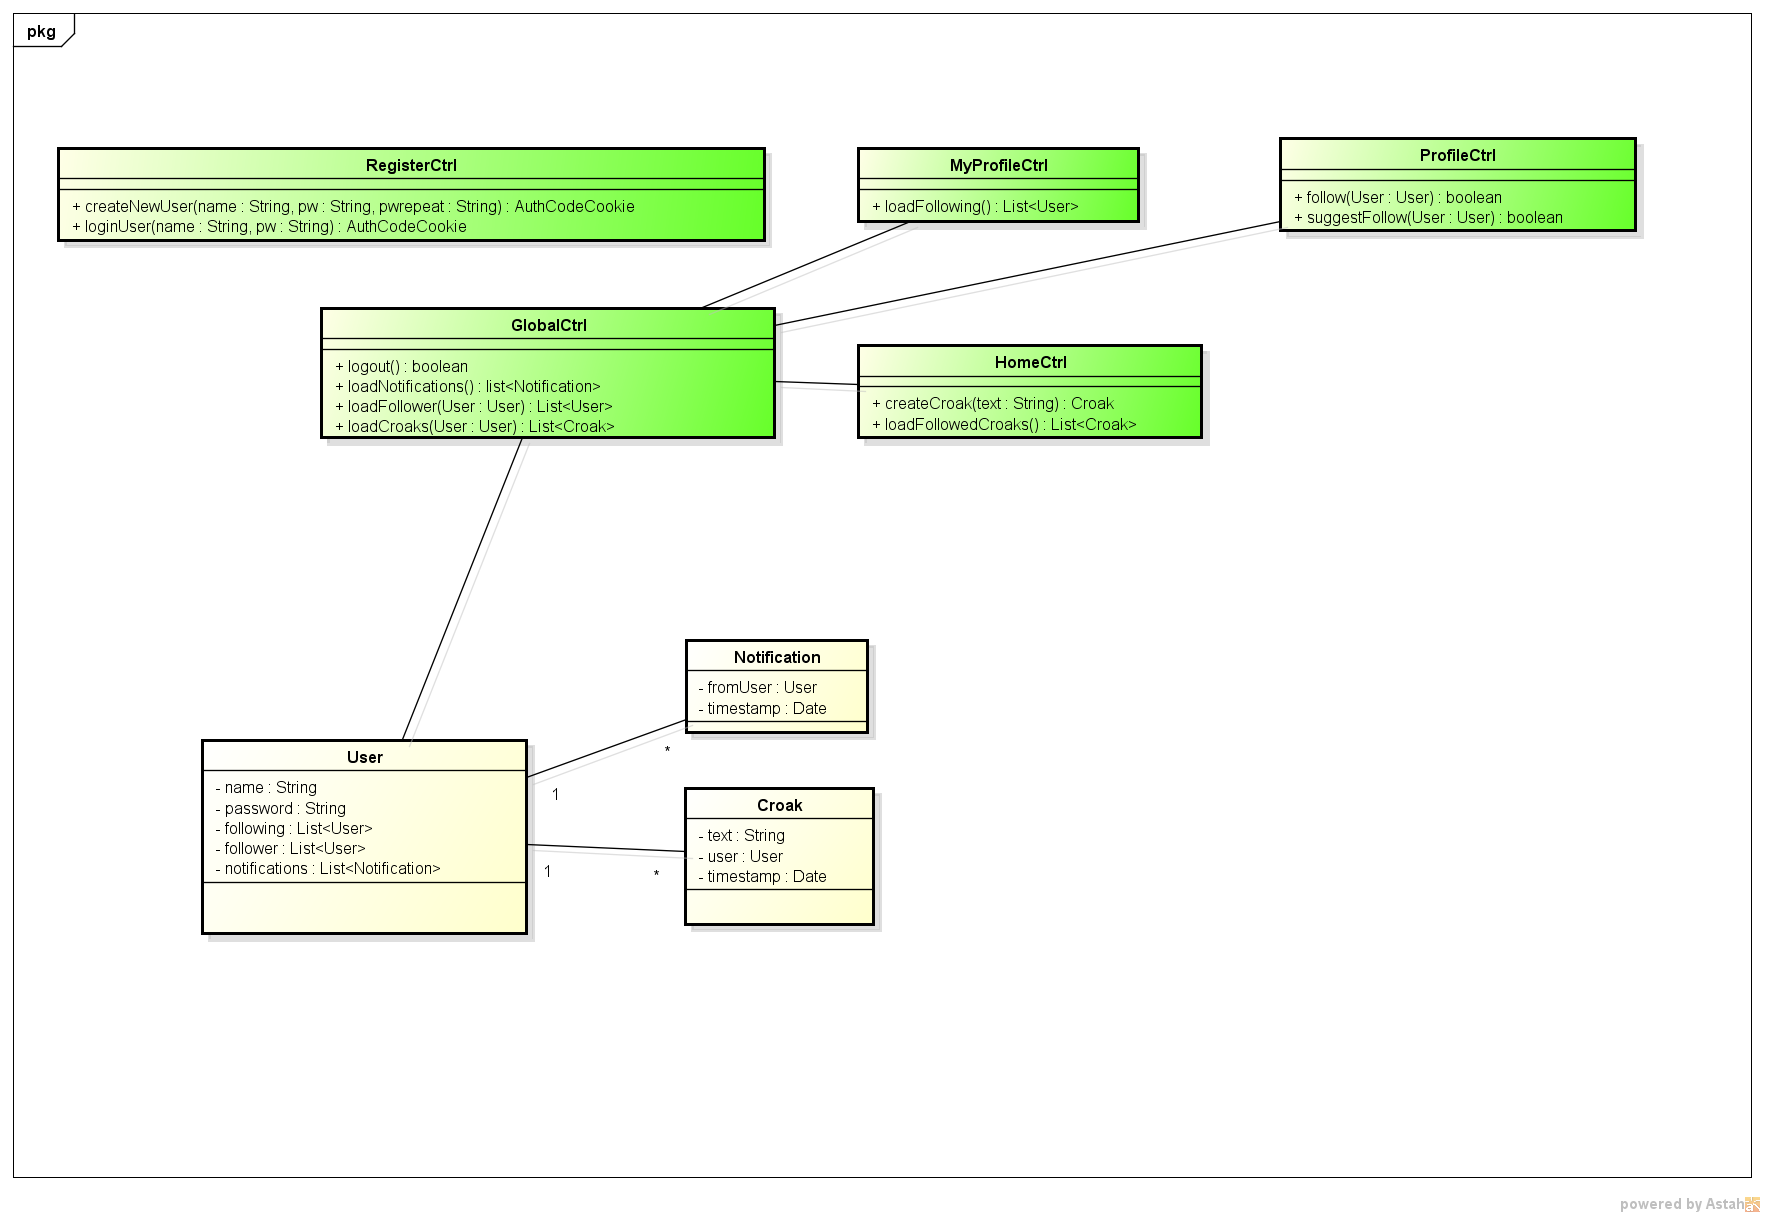 pkg
RegisterCtrl
+ createNewUser(name : String, pw : String, pwrepeat : String) : AuthCodeCookie
+ loginUser(name : String, pw : String) : AuthCodeCookie
MyProfileCtrl
+ loadFollowing() : List<User>
ProfileCtrl
+ follow(User : User) : boolean
+ suggestFollow(User : User) : boolean
GlobalCtrl
+ logout() : boolean
+ loadNotifications() : list<Notification>
+ loadFollower(User : User) : List<User>
+ loadCroaks(User : User) : List<Croak>
HomeCtrl
+ createCroak(text : String) : Croak
+ loadFollowedCroaks() : List<Croak>
Notification
- fromUser : User
- timestamp : Date
*
1
User
- name : String
- password : String
- following : List<User>
- follower : List<User>
- notifications : List<Notification>
1
*
Croak
- text : String
- user : User
- timestamp : Date
powered by Astah